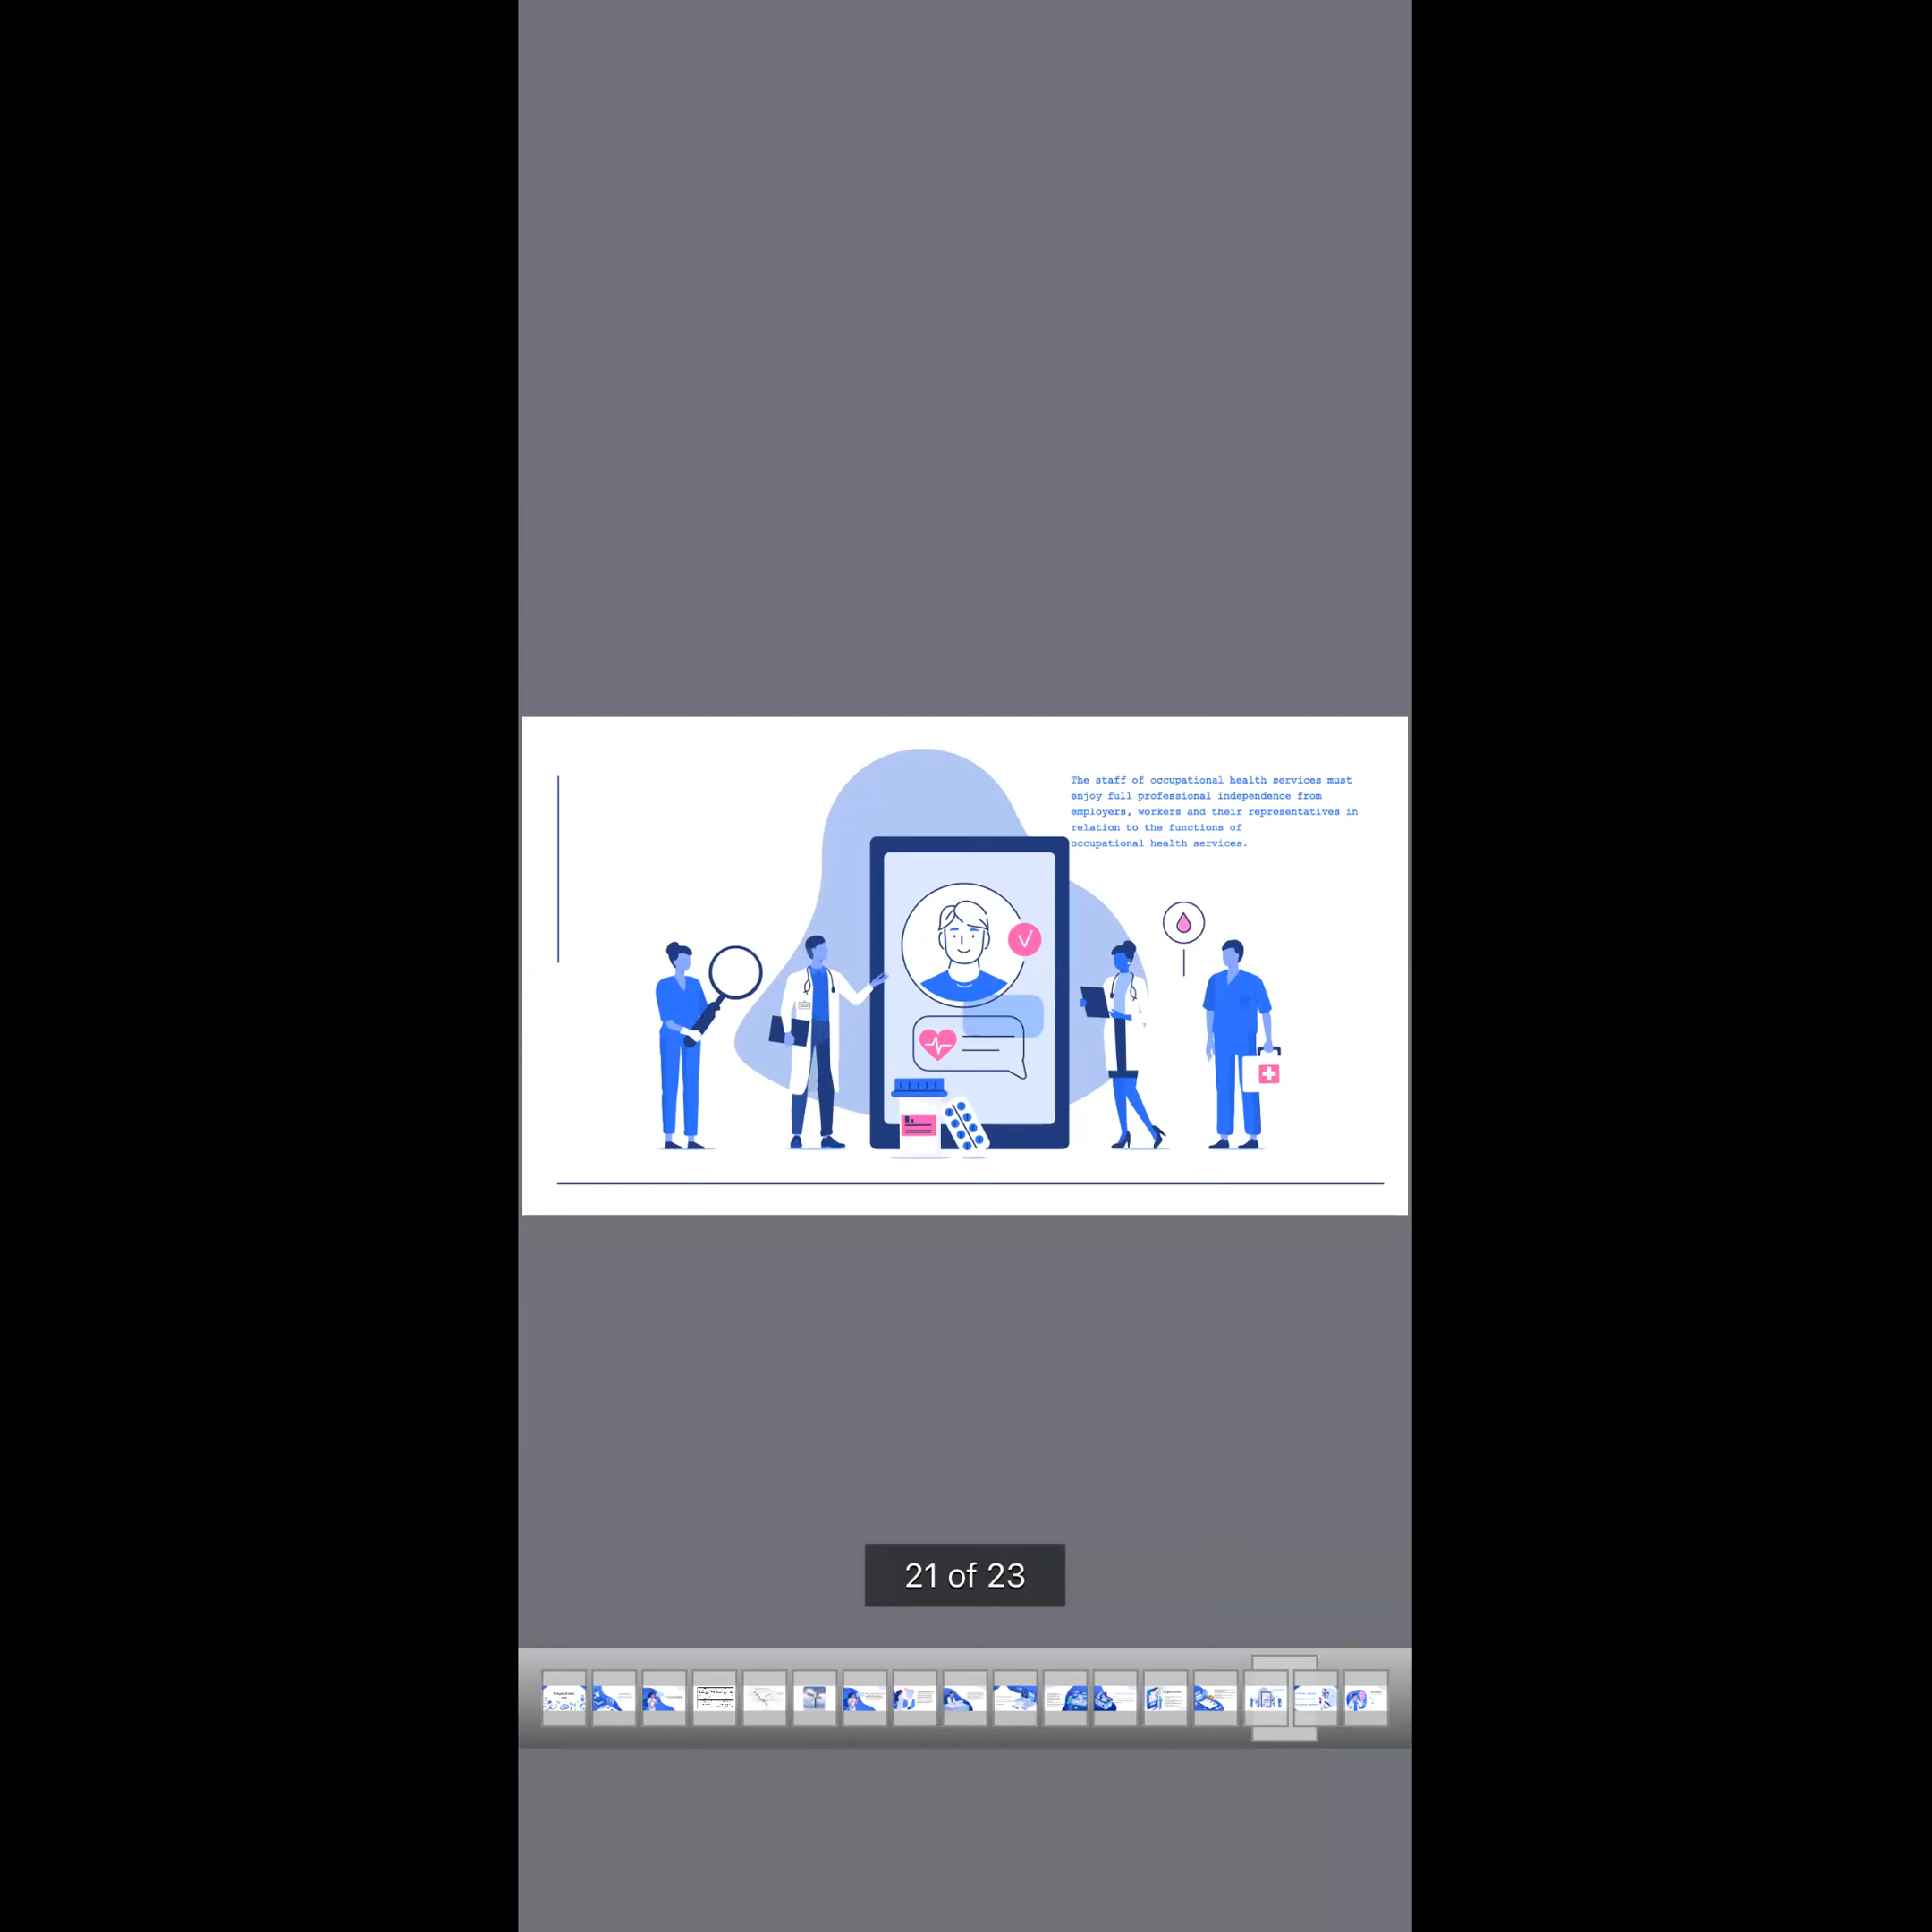 The staff of occupational health services must
enjoy full professional independence from
employers, workers and their representatives in
relation to the functions of
occupational health services.
21 of 23